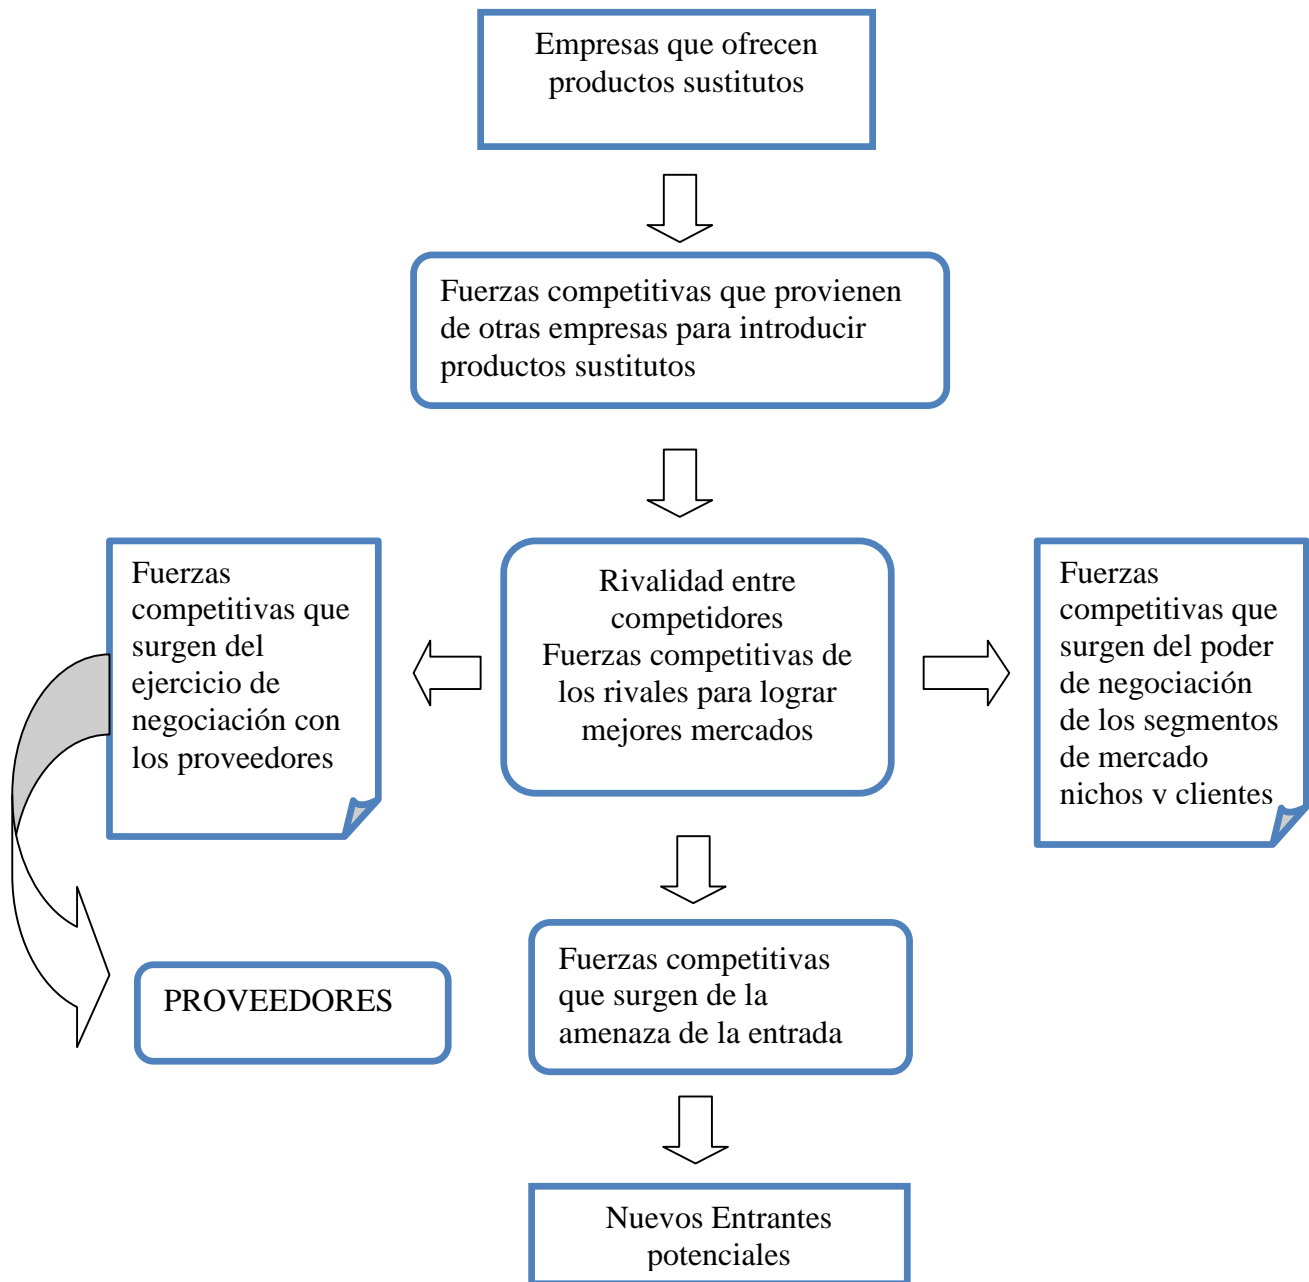 Empresas que ofrecen
productos sustitutos
Fuerzas competitivas que provienen
de otras empresas para introducir
productos sustitutos
Fuerzas
competitivas que
surgen del
ejercicio de
negociación con
los proveedores
Rivalidad entre
competidores
Fuerzas competitivas de
los rivales para lograr
mejores mercados
Fuerzas
competitivas que
surgen del poder
de negociación
de los segmentos
de mercado
nichos y clientes
PROVEEDORES
Fuerzas competitivas
que surgen de la
amenaza de la entrada
Nuevos Entrantes
potenciales